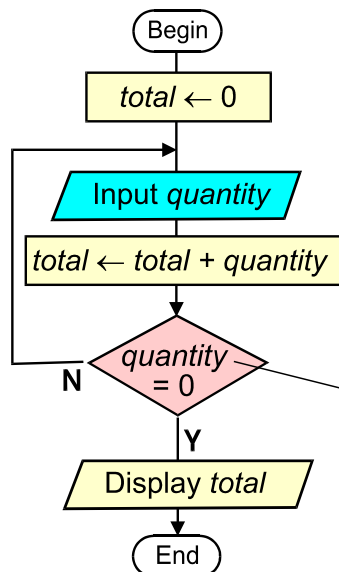 Begin
total ← 0
Input quantity
total ← total + quantity
quantity
= 0
N
Y
Display total
End